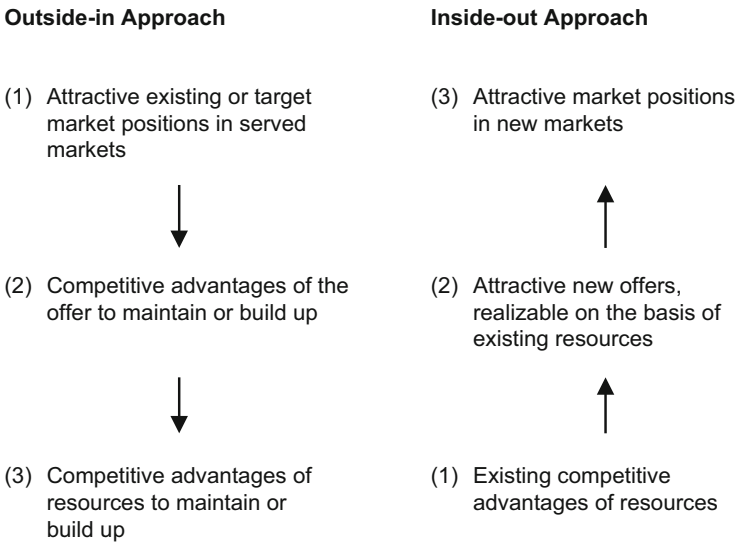 Outside-in Approach
(1) Attractive existing or target
market positions in served
markets
(2) Competitive advantages of the
offer to maintain or build up
(3) Competitive advantages of
resources to maintain or
build up
Inside-out Approach
(3) Attractive market positions
in new markets
(2) Attractive new offers,
realizable on the basis of
existing resources
(1) Existing competitive
advantages of resources